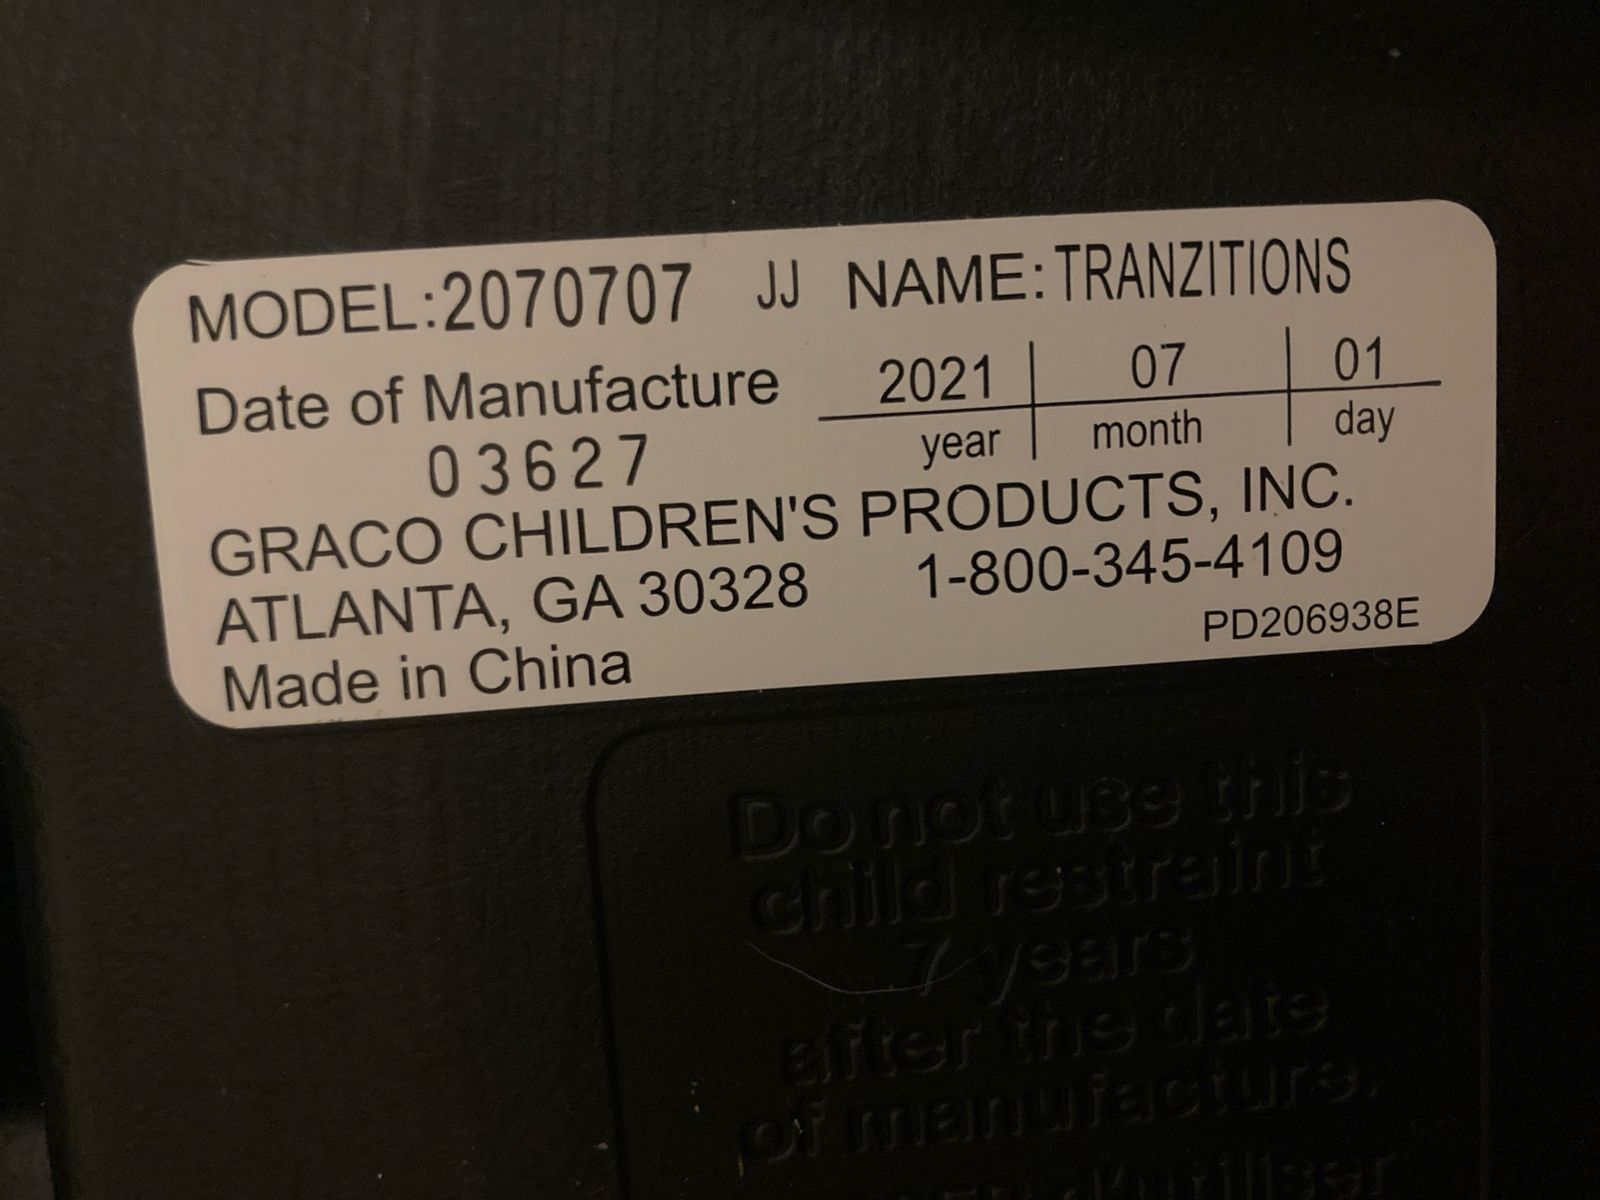 MODEL:2070707 JJ NAME:TRANZITIONS
Date of Manufacture 2021 07 01
03627 year month day
GRACO CHILDREN'S PRODUCTS, INC.
ATLANTA, GA 30328 1-800-345-4109
PD206938E
Made in China
Do not use this
child restraint
7 years
after the date
of manufacture.